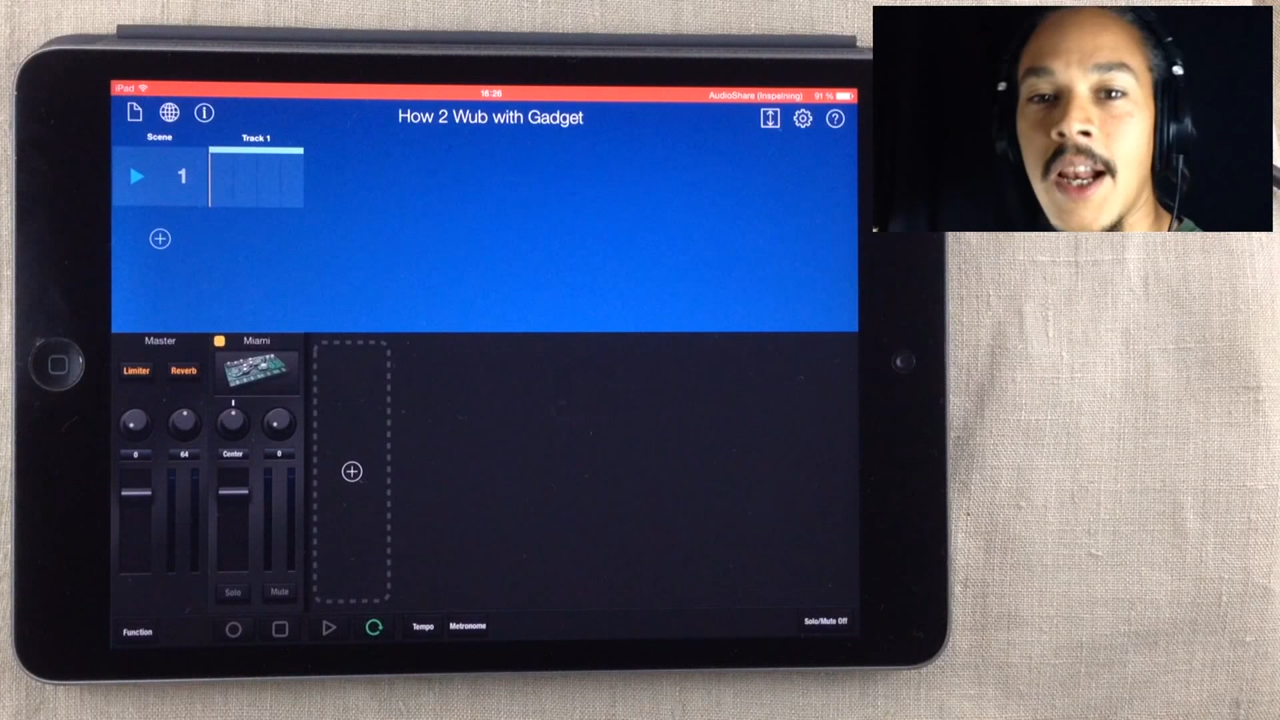 iPad 16:26 AudioShare (Inspelning) 91 %
How 2 Wub with Gadget
Scene Track 1
1
Master Miami
Limiter Reverb
0 64 Center 0
Solo Mute
Function Tempo Metronome Solo/Mute Off